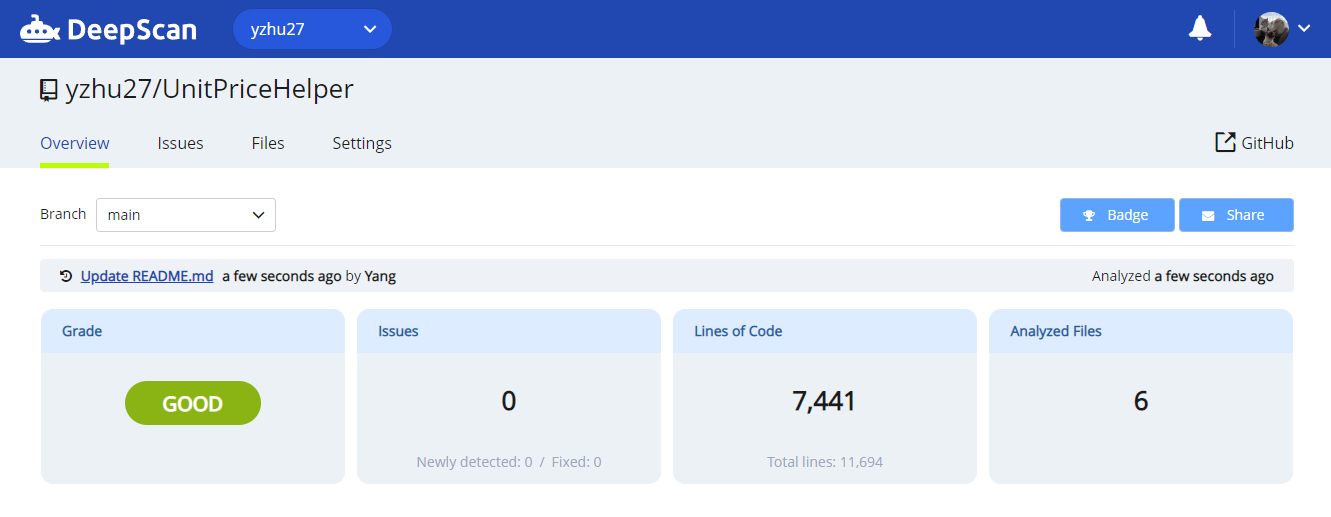 DeepScan yzhu27
yzhu27/UnitPriceHelper
Overview Issues Files Settings GitHub
Branch main Badge Share
Update README.md a few seconds ago by Yang Analyzed a few seconds ago
Grade Issues Lines of Code Analyzed Files
GOOD 0 7,441 6
Newly detected: 0 / Fixed: 0 Total lines: 11,694